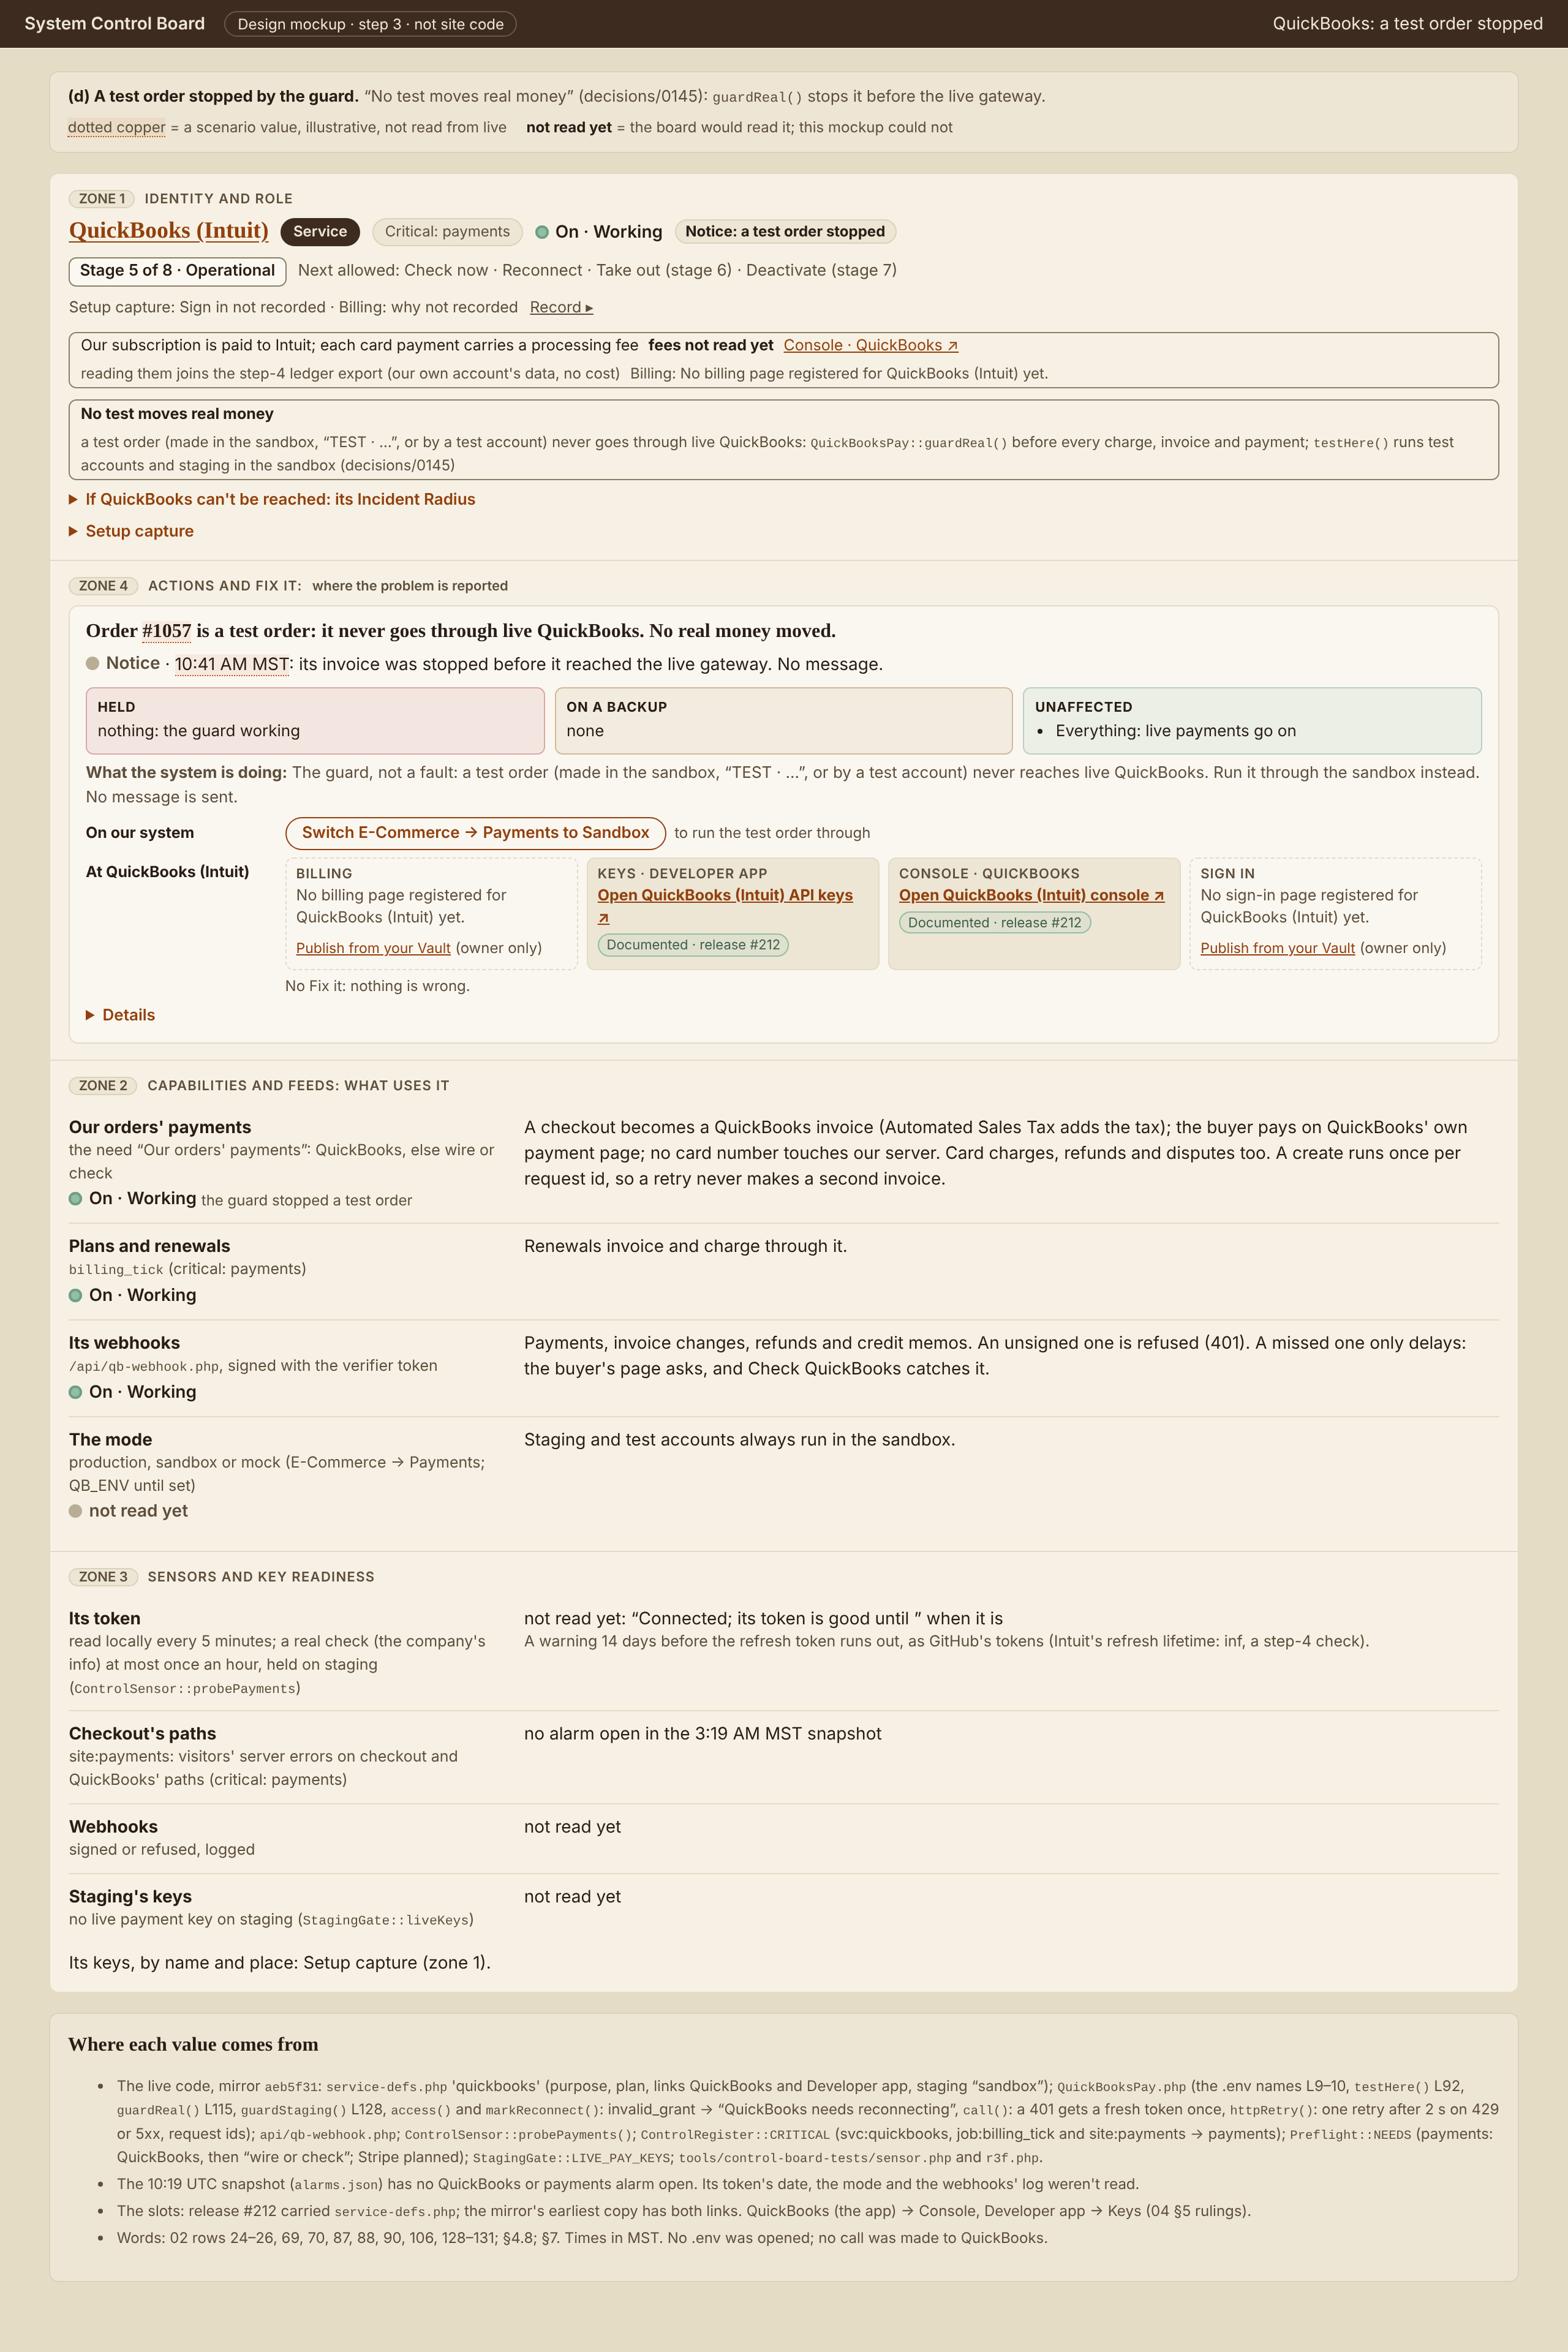 System Control Board
Design mockup · step 3 · not site code
QuickBooks: a test order stopped
(d) A test order stopped by the guard. “No test moves real money” (decisions/0145): guardReal() stops it before the live gateway.
dotted copper = a scenario value, illustrative, not read from live not read yet = the board would read it; this mockup could not
ZONE 1 IDENTITY AND ROLE
QuickBooks (Intuit) Service Critical: payments On · Working Notice: a test order stopped
Stage 5 of 8 · Operational Next allowed: Check now · Reconnect · Take out (stage 6) · Deactivate (stage 7)
Setup capture: Sign in not recorded · Billing: why not recorded Record ▸
Our subscription is paid to Intuit; each card payment carries a processing fee fees not read yet Console · QuickBooks ↗
reading them joins the step-4 ledger export (our own account's data, no cost) Billing: No billing page registered for QuickBooks (Intuit) yet.
No test moves real money
a test order (made in the sandbox, “TEST · …”, or by a test account) never goes through live QuickBooks: QuickBooksPay::guardReal() before every charge, invoice and payment; testHere() runs test
accounts and staging in the sandbox (decisions/0145)
▶ If QuickBooks can't be reached: its Incident Radius
▶ Setup capture
ZONE 4 ACTIONS AND FIX IT: where the problem is reported
Order #1057 is a test order: it never goes through live QuickBooks. No real money moved.
Notice · 10:41 AM MST: its invoice was stopped before it reached the live gateway. No message.
HELD
nothing: the guard working
ON A BACKUP
none
UNAFFECTED
• Everything: live payments go on
What the system is doing: The guard, not a fault: a test order (made in the sandbox, “TEST · …”, or by a test account) never reaches live QuickBooks. Run it through the sandbox instead.
No message is sent.
On our system Switch E-Commerce → Payments to Sandbox to run the test order through
At QuickBooks (Intuit)
BILLING
No billing page registered for
QuickBooks (Intuit) yet.
Publish from your Vault (owner only)
KEYS · DEVELOPER APP
Open QuickBooks (Intuit) API keys
↗
Documented · release #212
CONSOLE · QUICKBOOKS
Open QuickBooks (Intuit) console ↗
Documented · release #212
SIGN IN
No sign-in page registered for
QuickBooks (Intuit) yet.
Publish from your Vault (owner only)
No Fix it: nothing is wrong.
▶ Details
ZONE 2 CAPABILITIES AND FEEDS: WHAT USES IT
Our orders' payments
the need “Our orders' payments”: QuickBooks, else wire or
check
On · Working the guard stopped a test order
A checkout becomes a QuickBooks invoice (Automated Sales Tax adds the tax); the buyer pays on QuickBooks' own
payment page; no card number touches our server. Card charges, refunds and disputes too. A create runs once per
request id, so a retry never makes a second invoice.
Plans and renewals
billing_tick (critical: payments)
On · Working
Renewals invoice and charge through it.
Its webhooks
/api/qb-webhook.php, signed with the verifier token
On · Working
Payments, invoice changes, refunds and credit memos. An unsigned one is refused (401). A missed one only delays:
the buyer's page asks, and Check QuickBooks catches it.
The mode
production, sandbox or mock (E-Commerce → Payments;
QB_ENV until set)
not read yet
Staging and test accounts always run in the sandbox.
ZONE 3 SENSORS AND KEY READINESS
Its token
read locally every 5 minutes; a real check (the company's
info) at most once an hour, held on staging
(ControlSensor::probePayments)
not read yet: “Connected; its token is good until ” when it is
A warning 14 days before the refresh token runs out, as GitHub's tokens (Intuit's refresh lifetime: inf, a step-4 check).
Checkout's paths
site:payments: visitors' server errors on checkout and
QuickBooks' paths (critical: payments)
no alarm open in the 3:19 AM MST snapshot
Webhooks
signed or refused, logged
not read yet
Staging's keys
no live payment key on staging (StagingGate::liveKeys)
not read yet
Its keys, by name and place: Setup capture (zone 1).
Where each value comes from
• The live code, mirror aeb5f31: service-defs.php 'quickbooks' (purpose, plan, links QuickBooks and Developer app, staging “sandbox”); QuickBooksPay.php (the .env names L9–10, testHere() L92,
guardReal() L115, guardStaging() L128, access() and markReconnect(): invalid_grant → “QuickBooks needs reconnecting”, call(): a 401 gets a fresh token once, httpRetry(): one retry after 2 s on 429
or 5xx, request ids); api/qb-webhook.php; ControlSensor::probePayments(); ControlRegister::CRITICAL (svc:quickbooks, job:billing_tick and site:payments → payments); Preflight::NEEDS (payments:
QuickBooks, then “wire or check”; Stripe planned); StagingGate::LIVE_PAY_KEYS; tools/control-board-tests/sensor.php and r3f.php.
• The 10:19 UTC snapshot (alarms.json) has no QuickBooks or payments alarm open. Its token's date, the mode and the webhooks' log weren't read.
• The slots: release #212 carried service-defs.php; the mirror's earliest copy has both links. QuickBooks (the app) → Console, Developer app → Keys (04 §5 rulings).
• Words: 02 rows 24–26, 69, 70, 87, 88, 90, 106, 128–131; §4.8; §7. Times in MST. No .env was opened; no call was made to QuickBooks.